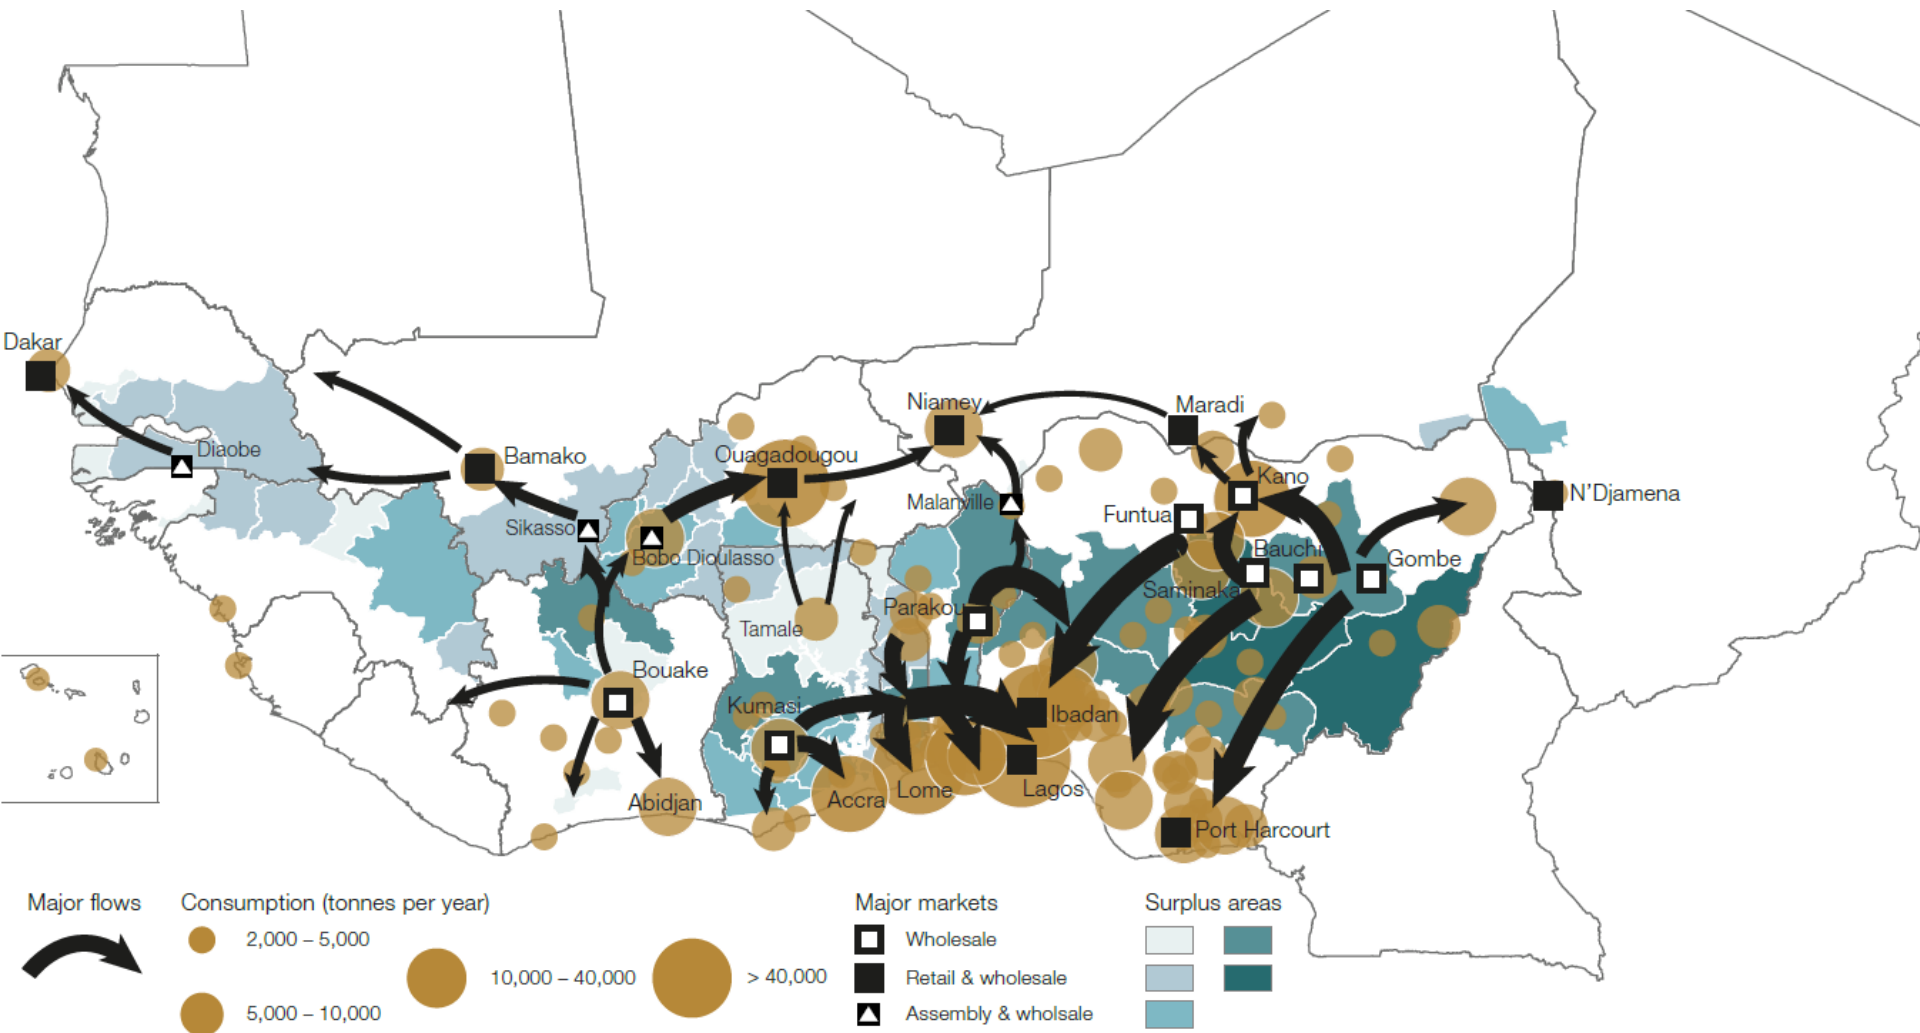 Dakar
Diaobe
Bamako
Sikasso
Ouagadougou
Bobo Dioulasso
Niamey
Malanville
Maradi
Kano
Funtua
Bauchi
Gombe
Saminaka
N'Djamena
Parakou
Tamale
Bouake
Kumasi
Ibadan
Abidjan
Accra
Lome
Lagos
Port Harcourt
Major flows
Consumption (tonnes per year)
2,000 – 5,000
5,000 – 10,000
10,000 – 40,000
> 40,000
Major markets
Wholesale
Retail & wholesale
Assembly & wholsale
Surplus areas